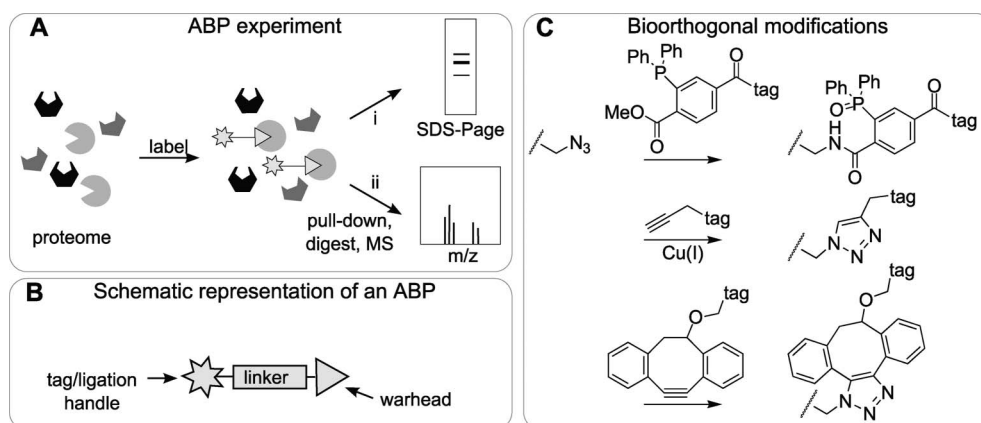 A
ABP experiment
label
proteome
i
SDS-Page
ii
pull-down,
digest, MS
m/z
B
Schematic representation of an ABP
tag/ligation
handle
linker
warhead
C
Bioorthogonal modifications
Ph
Ph
P
O
tag
MeO
O
N3
Ph
Ph
P
O
O
tag
H
N
O
tag
Cu(I)
tag
N
N
N
tag
O
tag
O
N
N
N